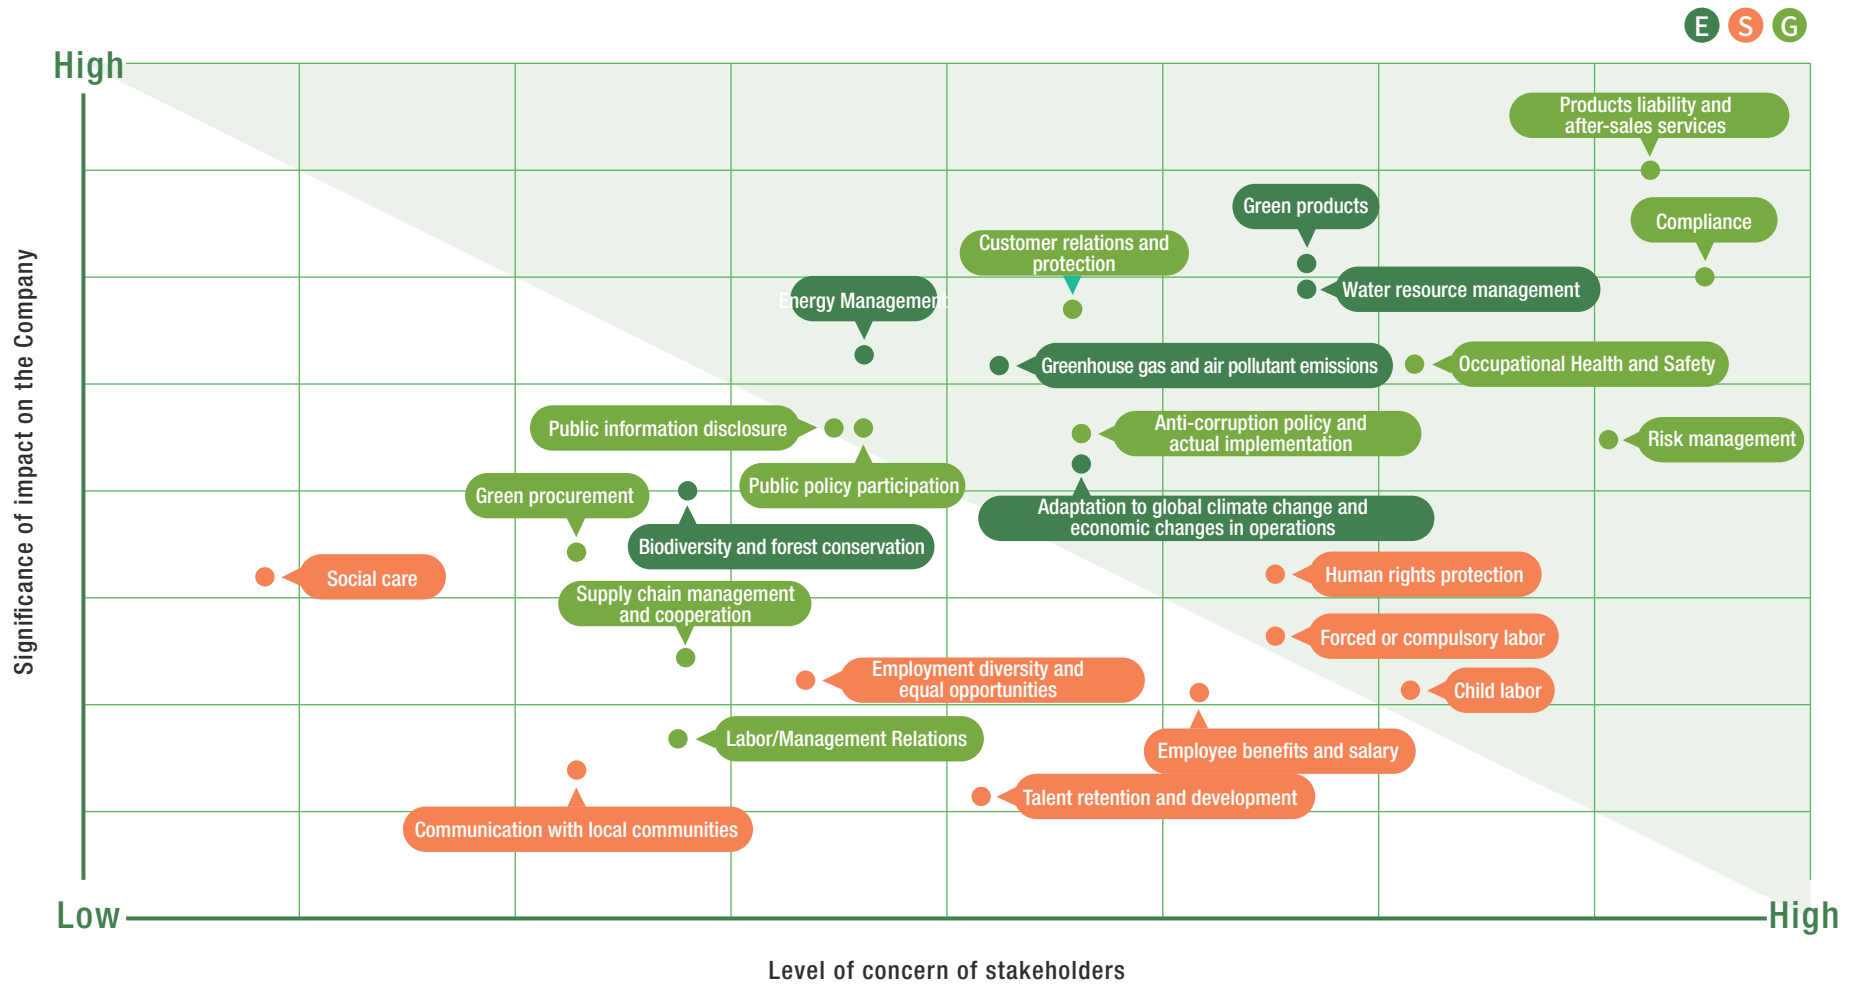 E S G
High
Products liability and
after-sales services
Green products
Compliance
Customer relations and
protection
Energy Management
Water resource management
Greenhouse gas and air pollutant emissions
Occupational Health and Safety
Public information disclosure
Anti-corruption policy and
actual implementation
Risk management
Public policy participation
Green procurement
Adaptation to global climate change and
economic changes in operations
Biodiversity and forest conservation
Social care
Human rights protection
Supply chain management
and cooperation
Forced or compulsory labor
Employment diversity and
equal opportunities
Child labor
Labor/Management Relations
Employee benefits and salary
Talent retention and development
Communication with local communities
Significance of impact on the Company
Low
High
Level of concern of stakeholders